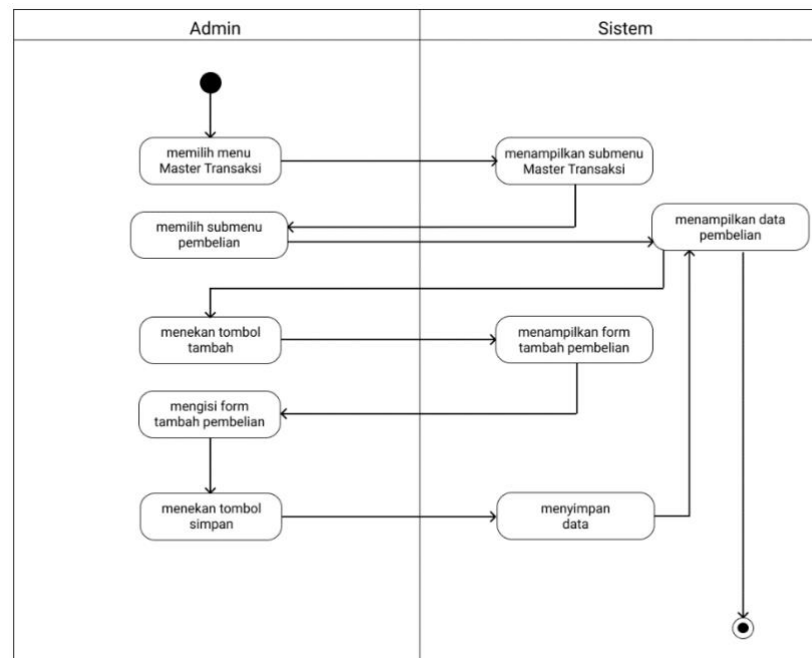 Admin
Sistem
memilih menu
Master Transaksi
menampilkan submenu
Master Transaksi
memilih submenu
pembelian
menampilkan data
pembelian
menekan tombol
tambah
menampilkan form
tambah pembelian
mengisi form
tambah pembelian
menekan tombol
simpan
menyimpan
data